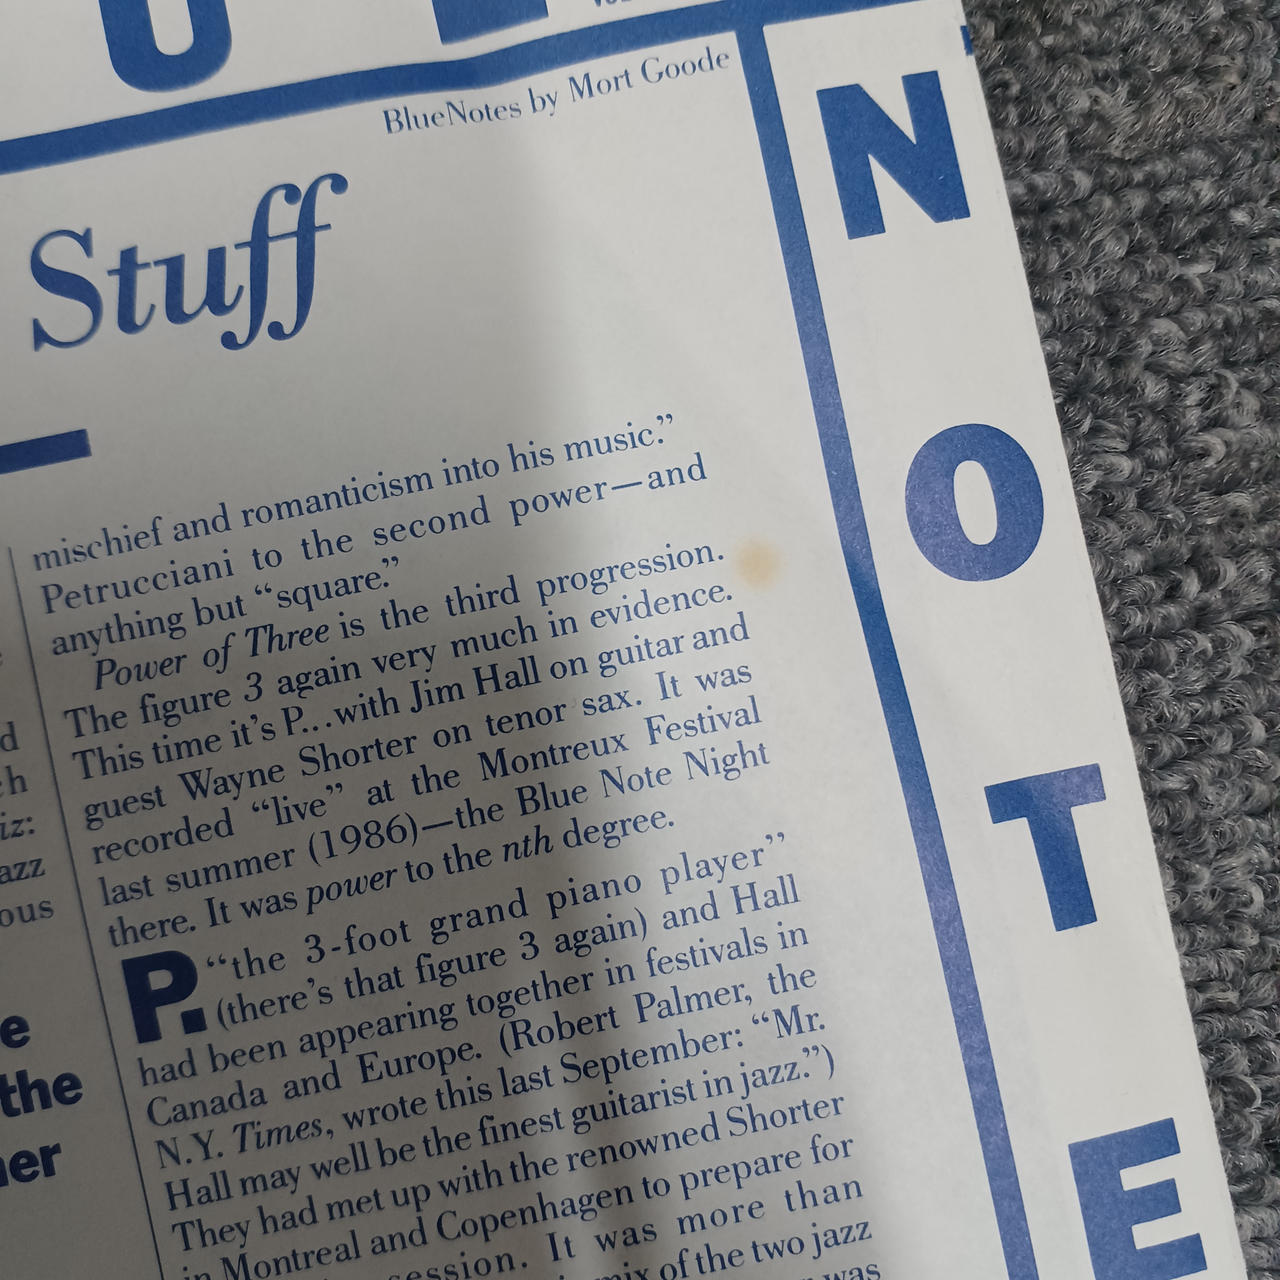 U
BlueNotes by Mort Goode
Stuff
mischief and romanticism into his music.”
Petrucciani to the second power—and
anything but “square.”
Power of Three is the third progression.
The figure 3 again very much in evidence.
This time it’s P...with Jim Hall on guitar and
guest Wayne Shorter on tenor sax. It was
recorded “live” at the Montreux Festival
last summer (1986)—the Blue Note Night
there. It was power to the nth degree.
P. “the 3-foot grand piano player”
(there’s that figure 3 again) and Hall
had been appearing together in festivals in
Canada and Europe. (Robert Palmer, the
N.Y. Times, wrote this last September: “Mr.
Hall may well be the finest guitarist in jazz.”)
They had met up with the renowned Shorter
in Montreal and Copenhagen to prepare for
It was more than
mix of the two jazz
was
the
N
O
T
E